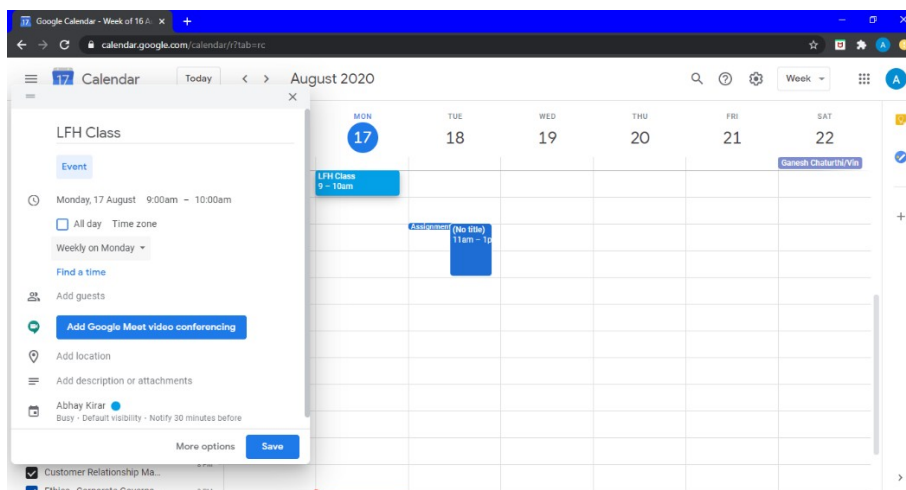 Google Calendar - Week of 16 A
calendar.google.com/calendar/r?tab=rc
A
17 Calendar
Today
August 2020
Week
A
LFH Class
Event
Monday, 17 August 9:00am – 10:00am
All day Time zone
Weekly on Monday
Find a time
Add guests
Add Google Meet video conferencing
Add location
Add description or attachments
Abhay Kirar
Busy · Default visibility · Notify 30 minutes before
More options
Save
Customer Relationship Ma...
MON
17
TUE
18
WED
19
THU
20
FRI
21
SAT
22
Ganesh Chaturthi/Vin
LFH Class
9 – 10am
Assignment
(No title)
11am – 1p